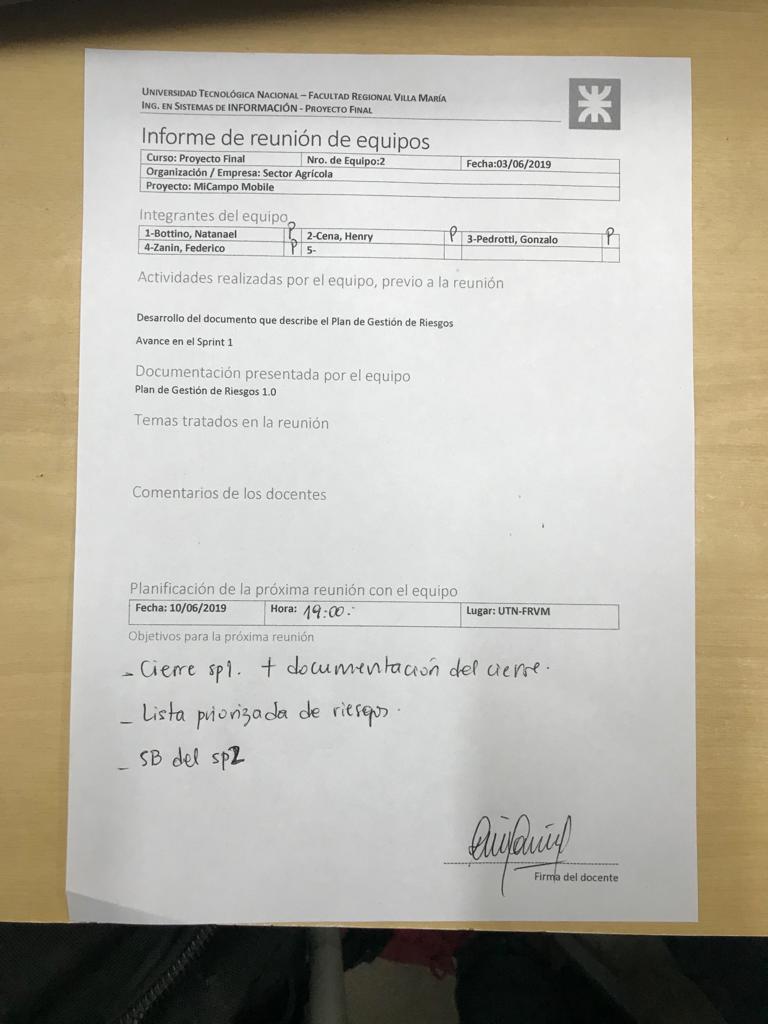 UNIVERSIDAD TECNOLÓGICA NACIONAL – FACULTAD REGIONAL VILLA MARÍA
ING. EN SISTEMAS DE INFORMACIÓN - PROYECTO FINAL
Informe de reunión de equipos
Curso: Proyecto Final Nro. de Equipo:2 Fecha:03/06/2019
Organización / Empresa: Sector Agrícola
Proyecto: MiCampo Mobile
Integrantes del equipo
1-Bottino, Natanael P 2-Cena, Henry P 3-Pedrotti, Gonzalo P
4-Zanin, Federico P 5-
Actividades realizadas por el equipo, previo a la reunión
Desarrollo del documento que describe el Plan de Gestión de Riesgos
Avance en el Sprint 1
Documentación presentada por el equipo
Plan de Gestión de Riesgos 1.0
Temas tratados en la reunión
Comentarios de los docentes
Planificación de la próxima reunión con el equipo
Fecha: 10/06/2019 Hora: 19:00.- Lugar: UTN-FRVM
Objetivos para la próxima reunión
- Cierre sp1. + documentación del cierre.
- Lista priorizada de riesgos.
- SB del sp2
Firma del docente